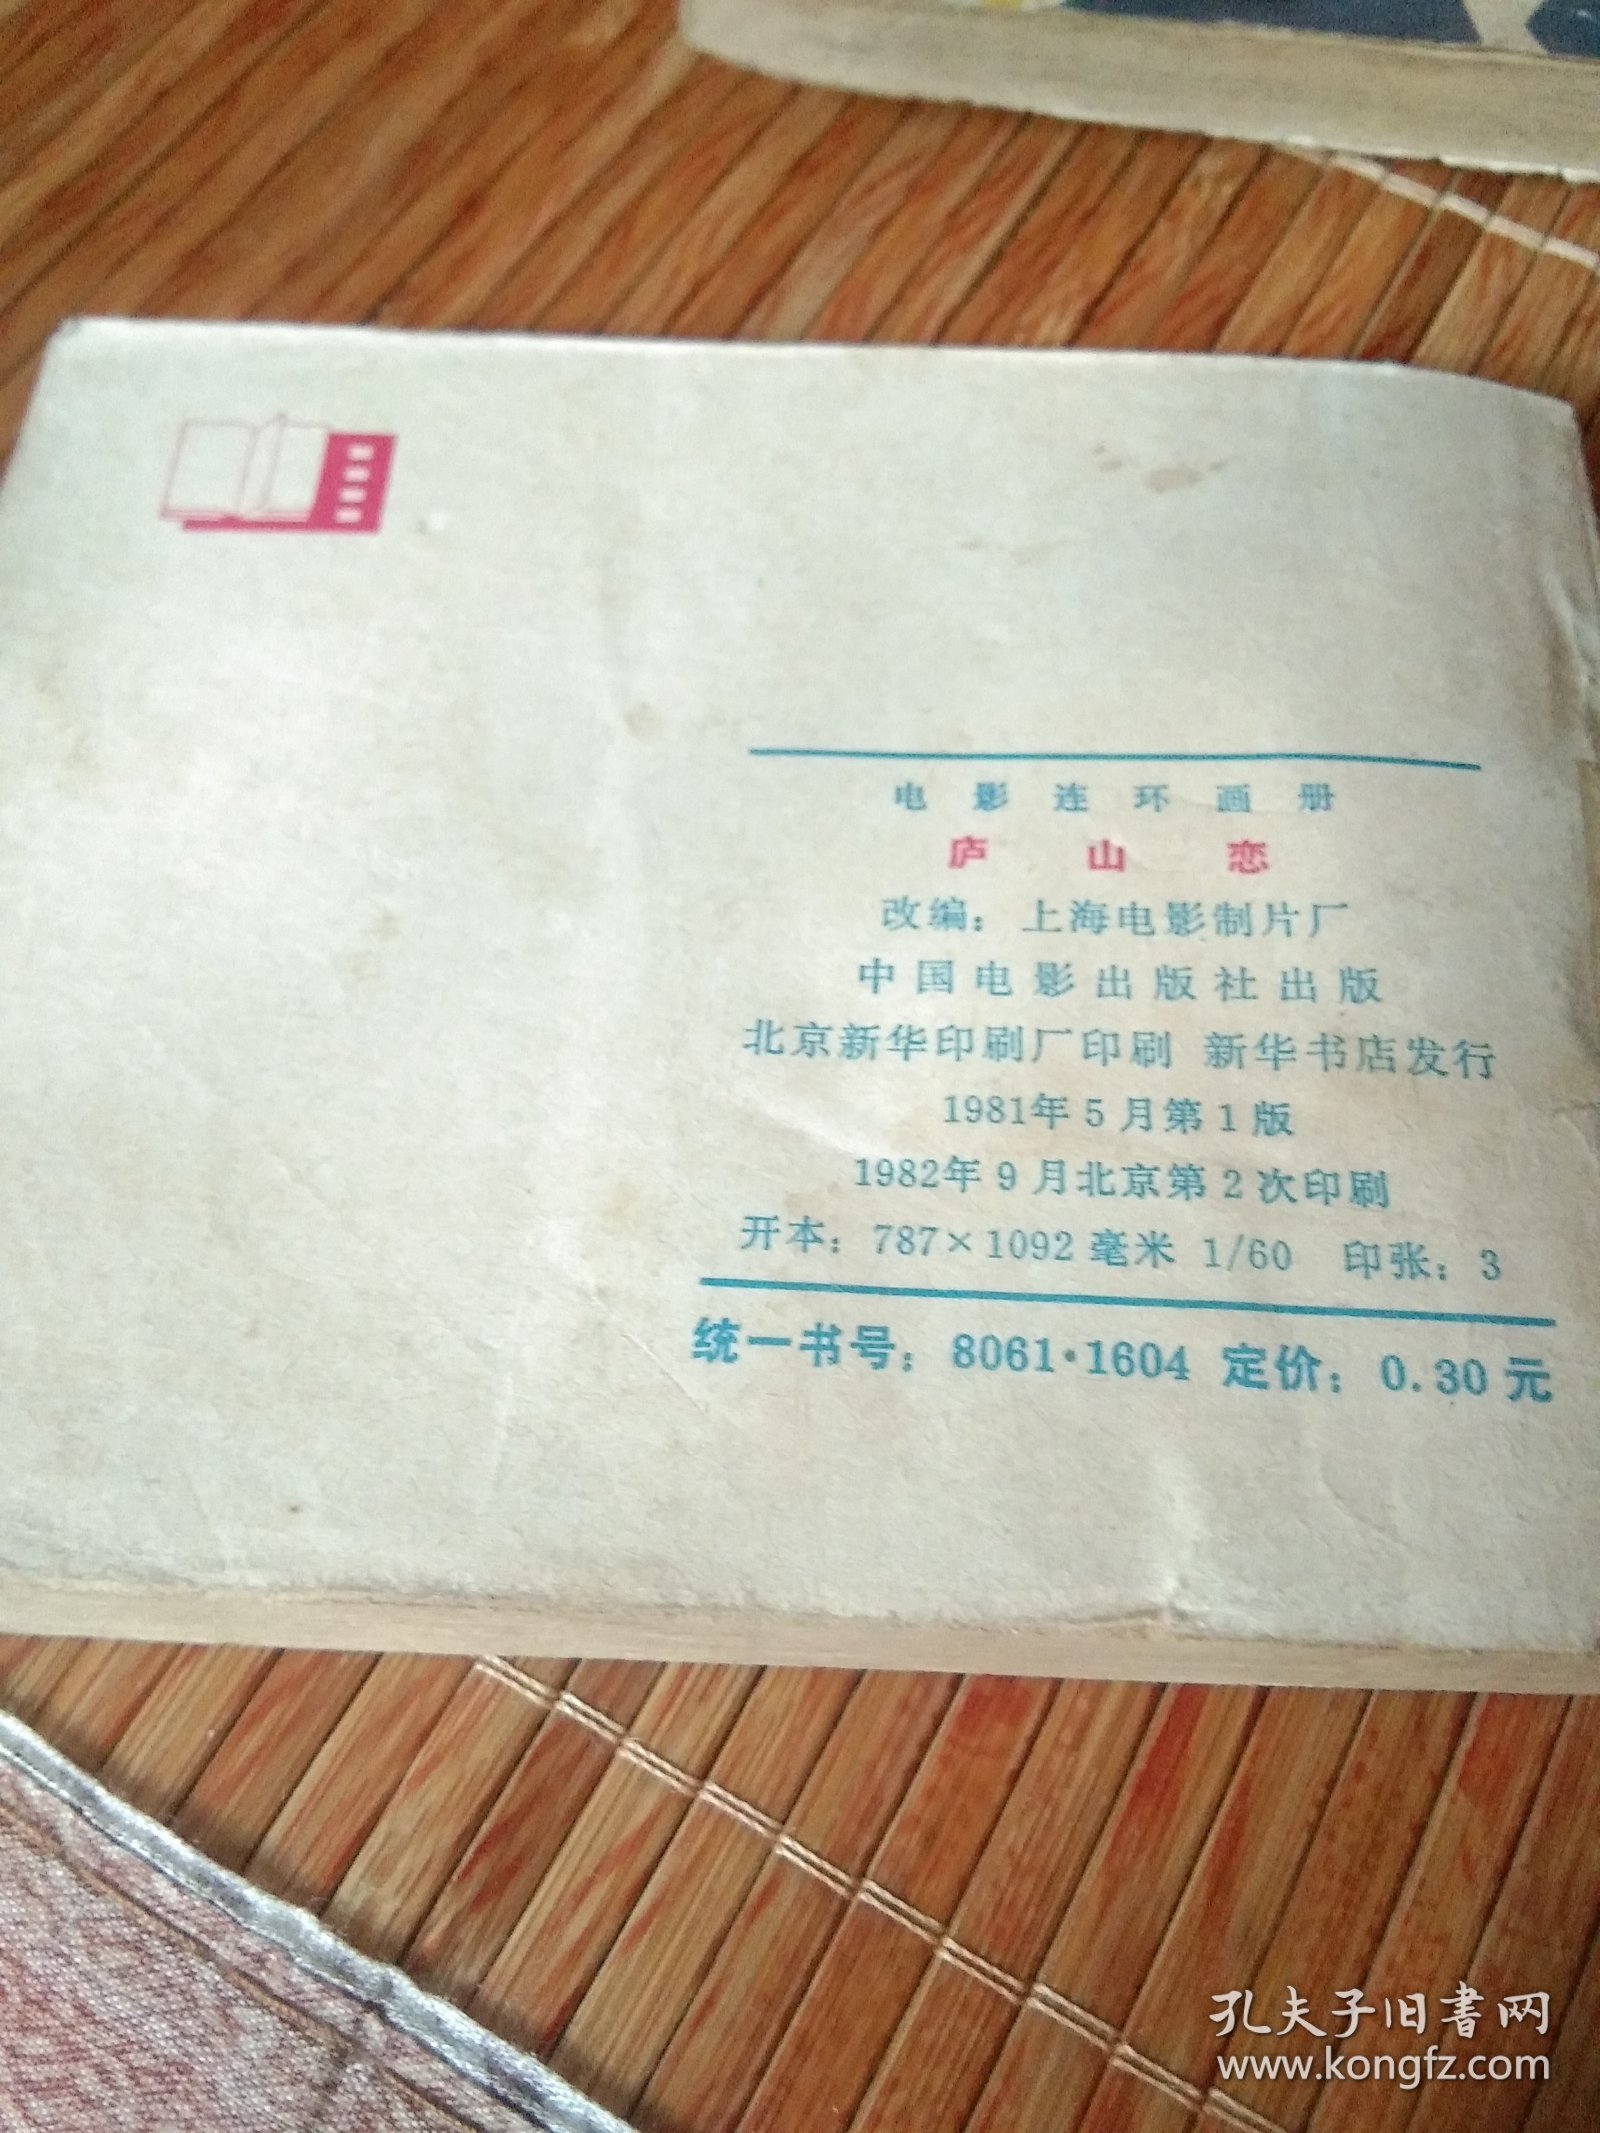 电影连环画册
庐山恋
改编：上海电影制片厂
中国电影出版社出版
北京新华印刷厂印刷 新华书店发行
1981年5月第1版
1982年9月北京第2次印刷
开本：787×1092毫米 1/60 印张：3
统一书号：8061·1604 定价：0.30元
孔夫子旧書网
www.kongfz.com